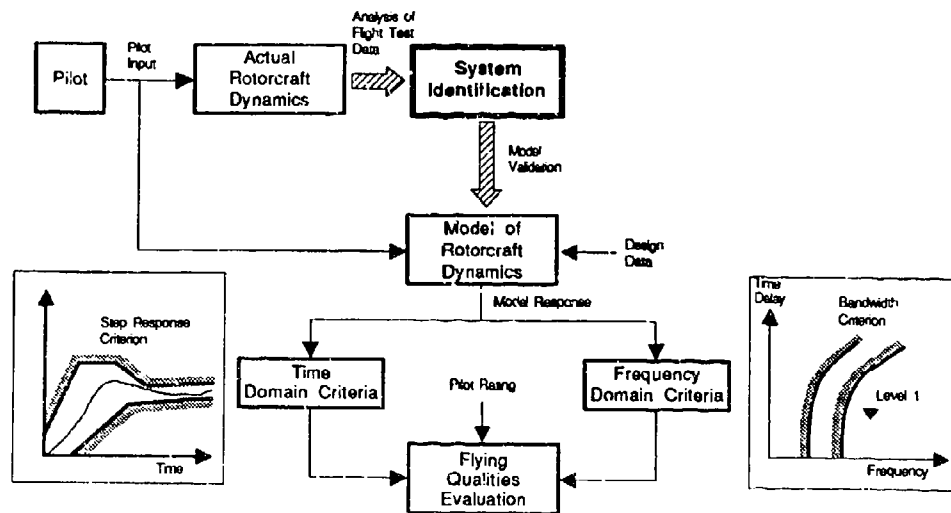 Analysis of
Flight Test
Data
Pilot
Pilot
Input
Actual
Rotorcraft
Dynamics
System
Identification
Model
Validation
Model of
Rotorcraft
Dynamics
Design
Data
Model Response
Step Response
Criterion
Time
Time
Domain Criteria
Pilot Rating
Frequency
Domain Criteria
Flying
Qualities
Evaluation
Time
Delay
Bandwidth
Criterion
Level 1
Frequency